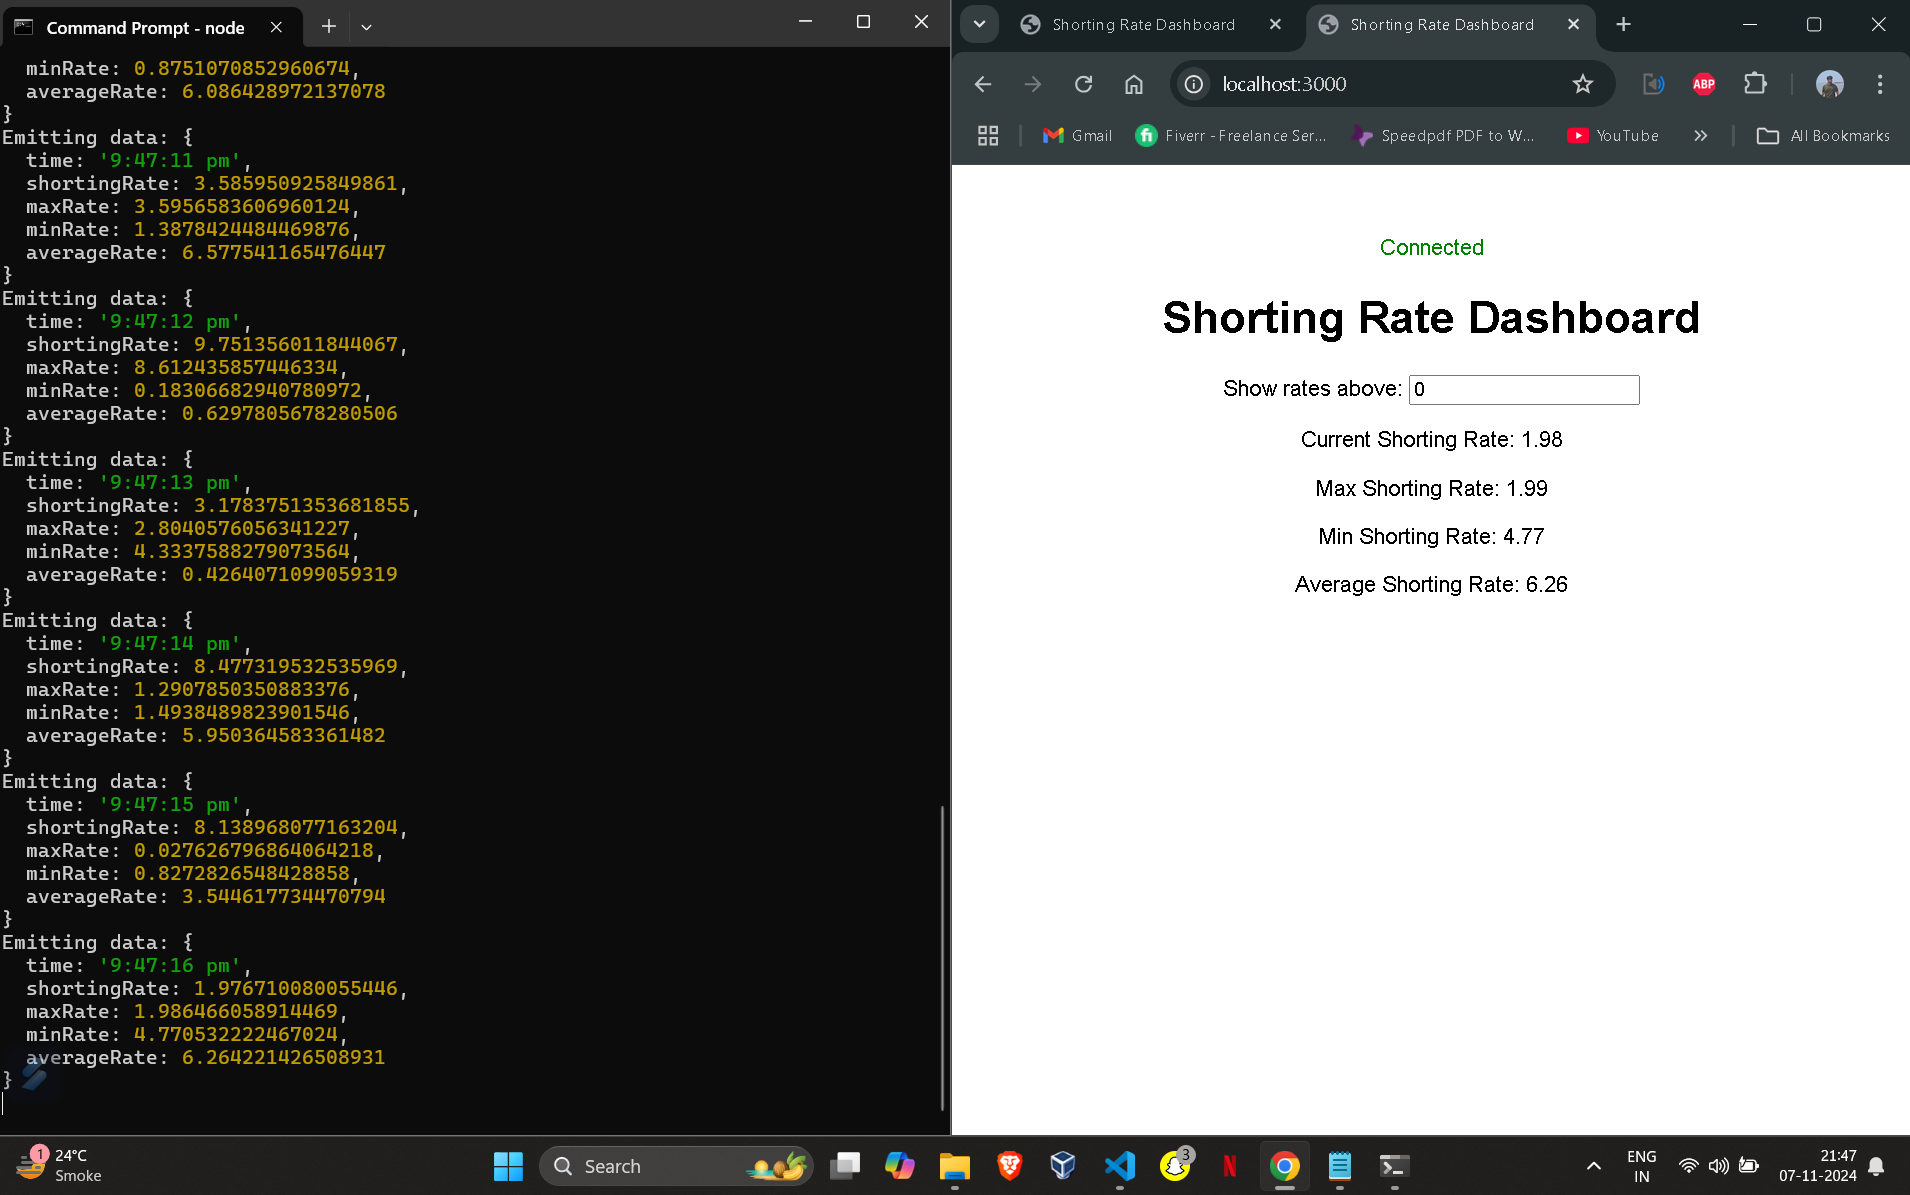 Command Prompt - node
minRate: 0.8751070852960674,
averageRate: 6.086428972137078
}
Emitting data: {
time: '9:47:11 pm',
shortingRate: 3.585950925849861,
maxRate: 3.5956583606960124,
minRate: 1.3878424484469876,
averageRate: 6.577541165476447
}
Emitting data: {
time: '9:47:12 pm',
shortingRate: 9.751356011844067,
maxRate: 8.612435857446334,
minRate: 0.18306682940780972,
averageRate: 0.6297805678280506
}
Emitting data: {
time: '9:47:13 pm',
shortingRate: 3.1783751353681855,
maxRate: 2.8040576056341227,
minRate: 4.3337588279073564,
averageRate: 0.4264071099059319
}
Emitting data: {
time: '9:47:14 pm',
shortingRate: 8.477319532535969,
maxRate: 1.2907850350883376,
minRate: 1.4938489823901546,
averageRate: 5.950364583361482
}
Emitting data: {
time: '9:47:15 pm',
shortingRate: 8.138968077163204,
maxRate: 0.027626796864064218,
minRate: 0.8272826548428858,
averageRate: 3.544617734470794
}
Emitting data: {
time: '9:47:16 pm',
shortingRate: 1.976710080055446,
maxRate: 1.986466058914469,
minRate: 4.770532222467024,
averageRate: 6.264221426508931
}
Shorting Rate Dashboard
Shorting Rate Dashboard
localhost:3000
ABP
Gmail
Fiverr - Freelance Ser...
Speedpdf PDF to W...
YouTube
All Bookmarks
Connected
Shorting Rate Dashboard
Show rates above: 0
Current Shorting Rate: 1.98
Max Shorting Rate: 1.99
Min Shorting Rate: 4.77
Average Shorting Rate: 6.26
1
24°C
Smoke
Search
3
ENG
IN
21:47
07-11-2024